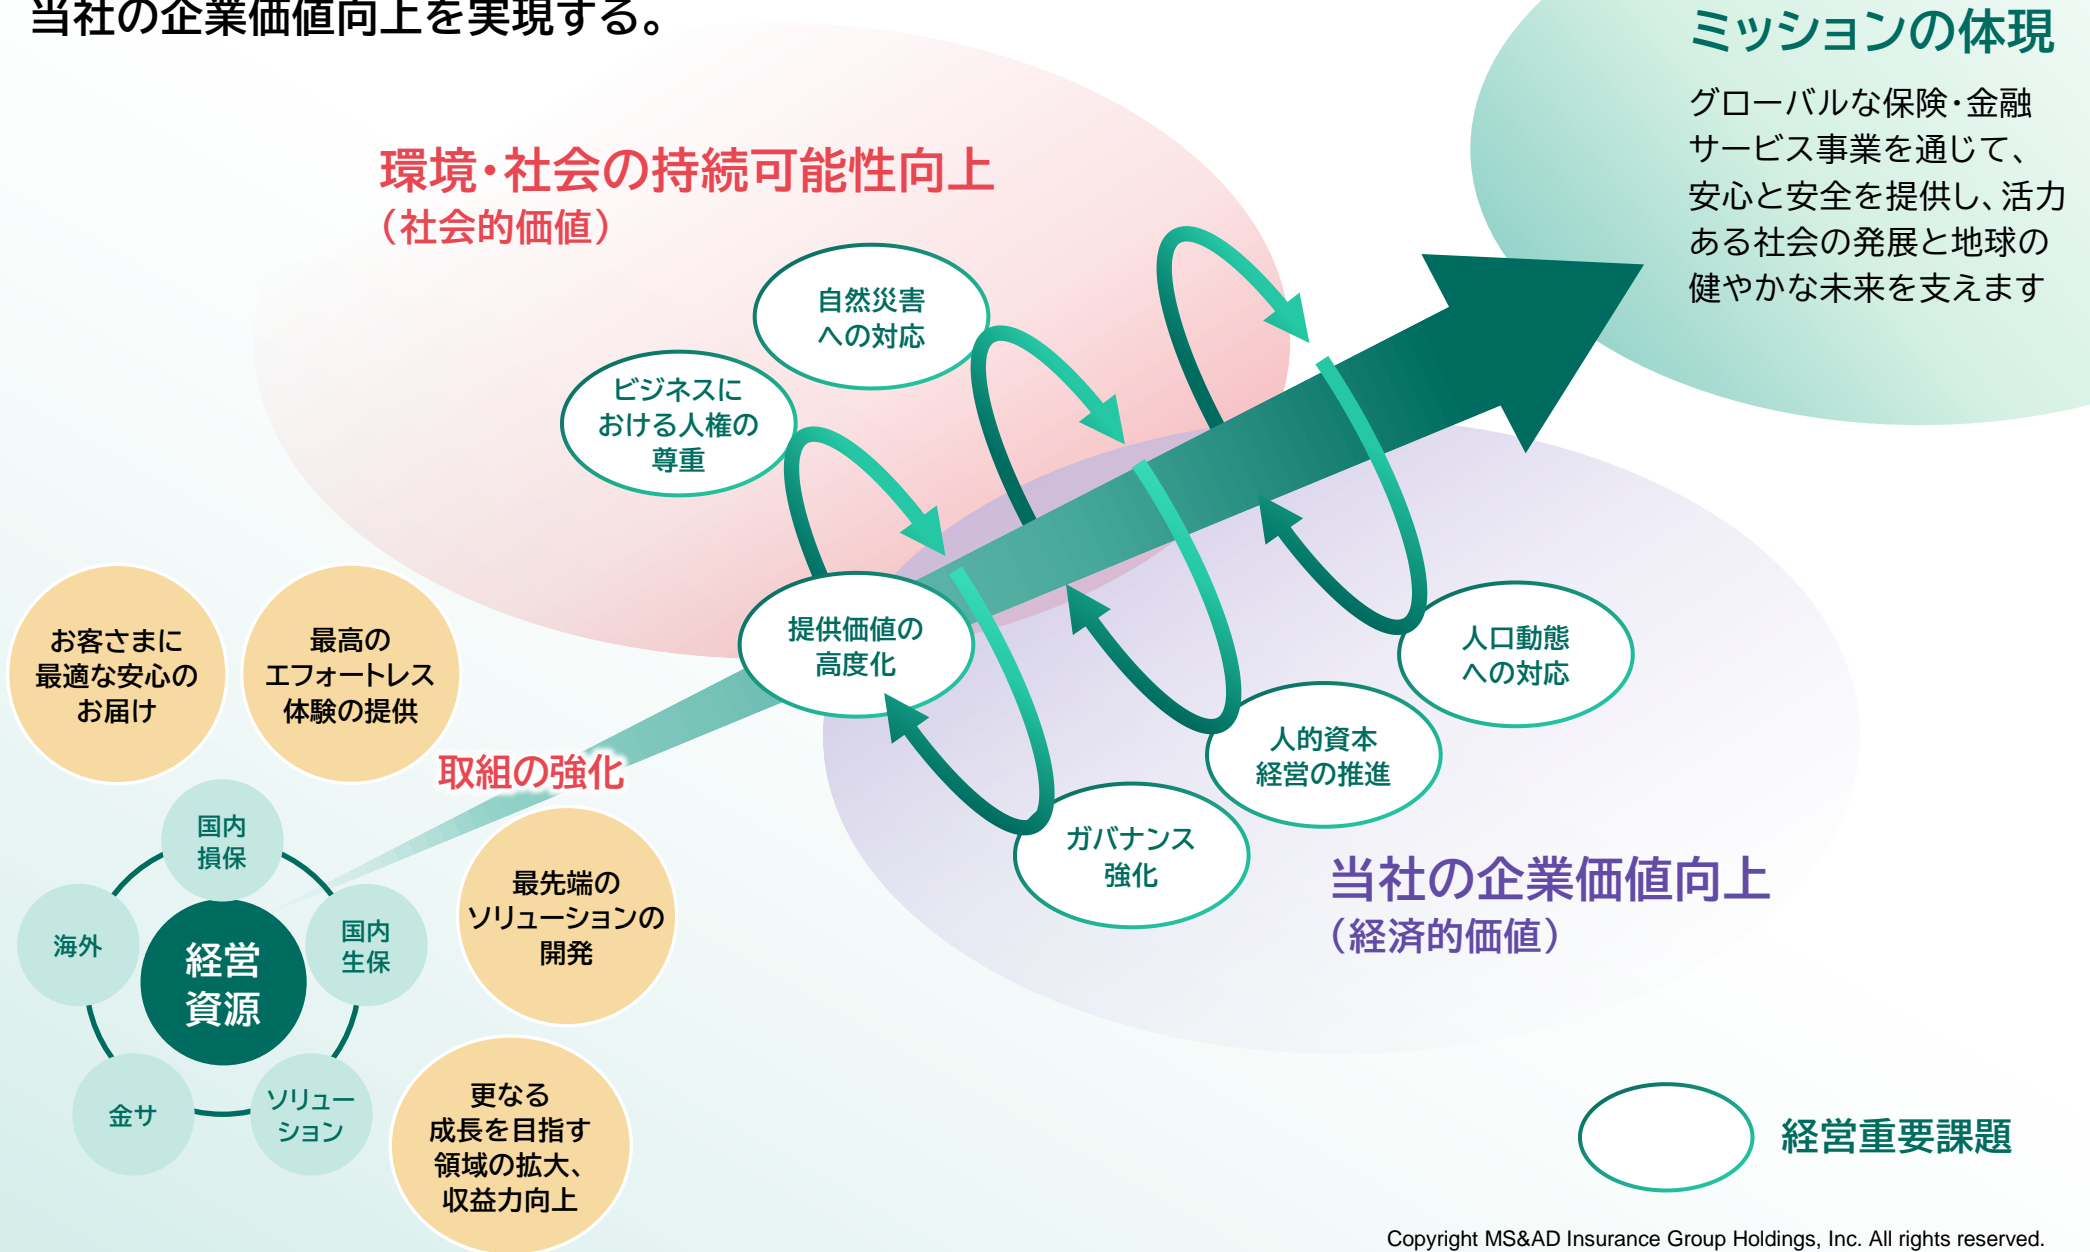 当社の企業価値向上を実現する。
ミッションの体現
グローバルな保険・金融
サービス事業を通じて、
安心と安全を提供し、活力
ある社会の発展と地球の
健やかな未来を支えます
環境・社会の持続可能性向上
（社会的価値）
自然災害
への対応
ビジネスに
おける人権の
尊重
提供価値の
高度化
人口動態
への対応
人的資本
経営の推進
ガバナンス
強化
当社の企業価値向上
（経済的価値）
お客さまに
最適な安心の
お届け
最高の
エフォートレス
体験の提供
取組の強化
最先端の
ソリューションの
開発
更なる
成長を目指す
領域の拡大、
収益力向上
国内
損保
国内
生保
海外
経営
資源
金サ
ソリュー
ション
経営重要課題
Copyright MS&AD Insurance Group Holdings, Inc. All rights reserved.